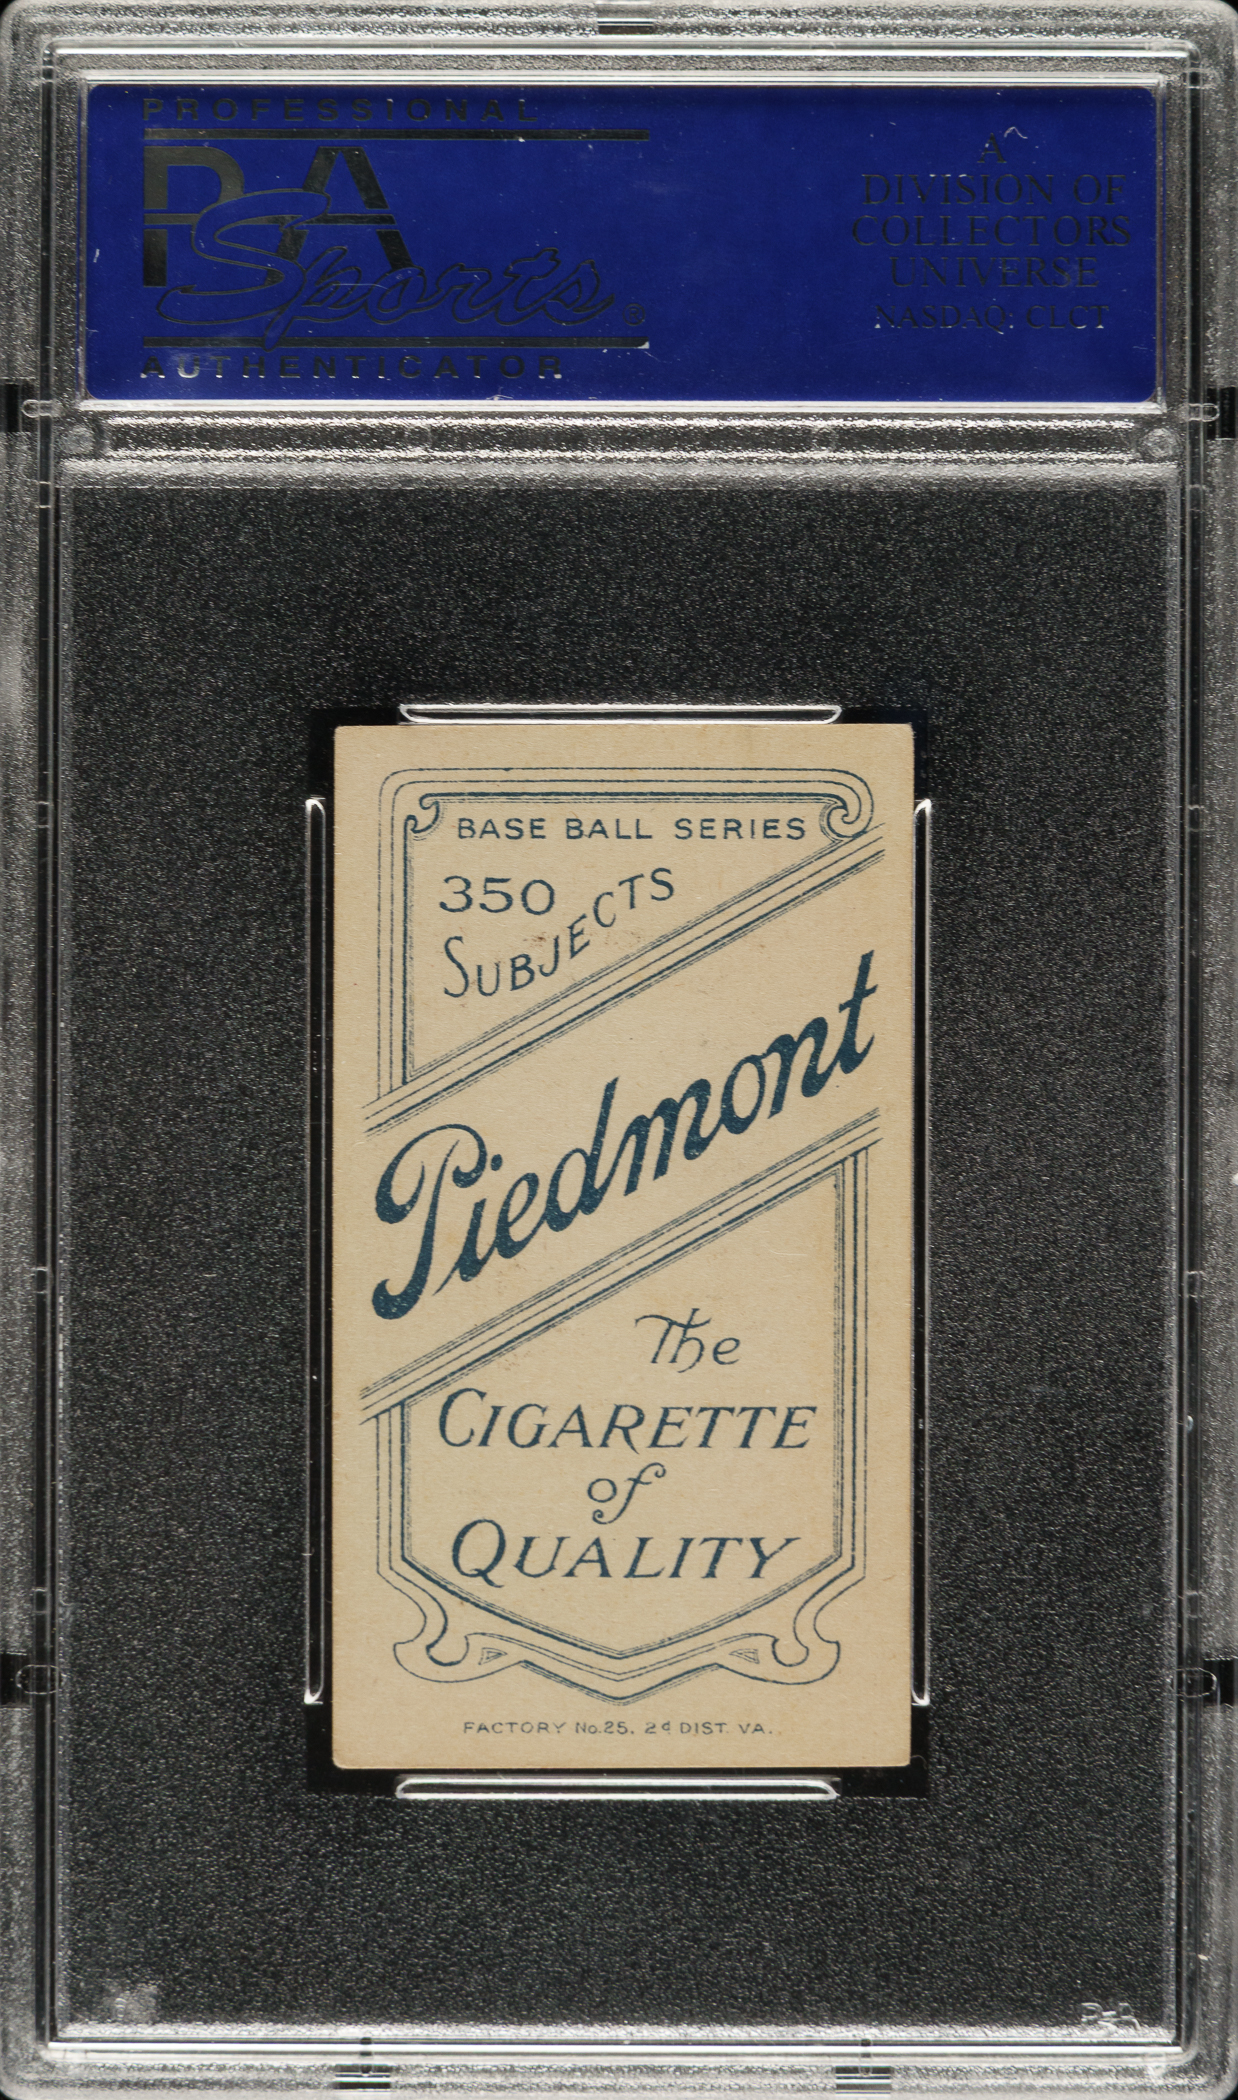 PROFESSIONAL
PSA
Sports®
AUTHENTICATOR
A
DIVISION OF
COLLECTORS
UNIVERSE
NASDAQ: CLCT
BASE BALL SERIES
350
SUBJECTS
Piedmont
The
CIGARETTE
of
QUALITY
FACTORY No. 25. 2d DIST. VA.
PSA